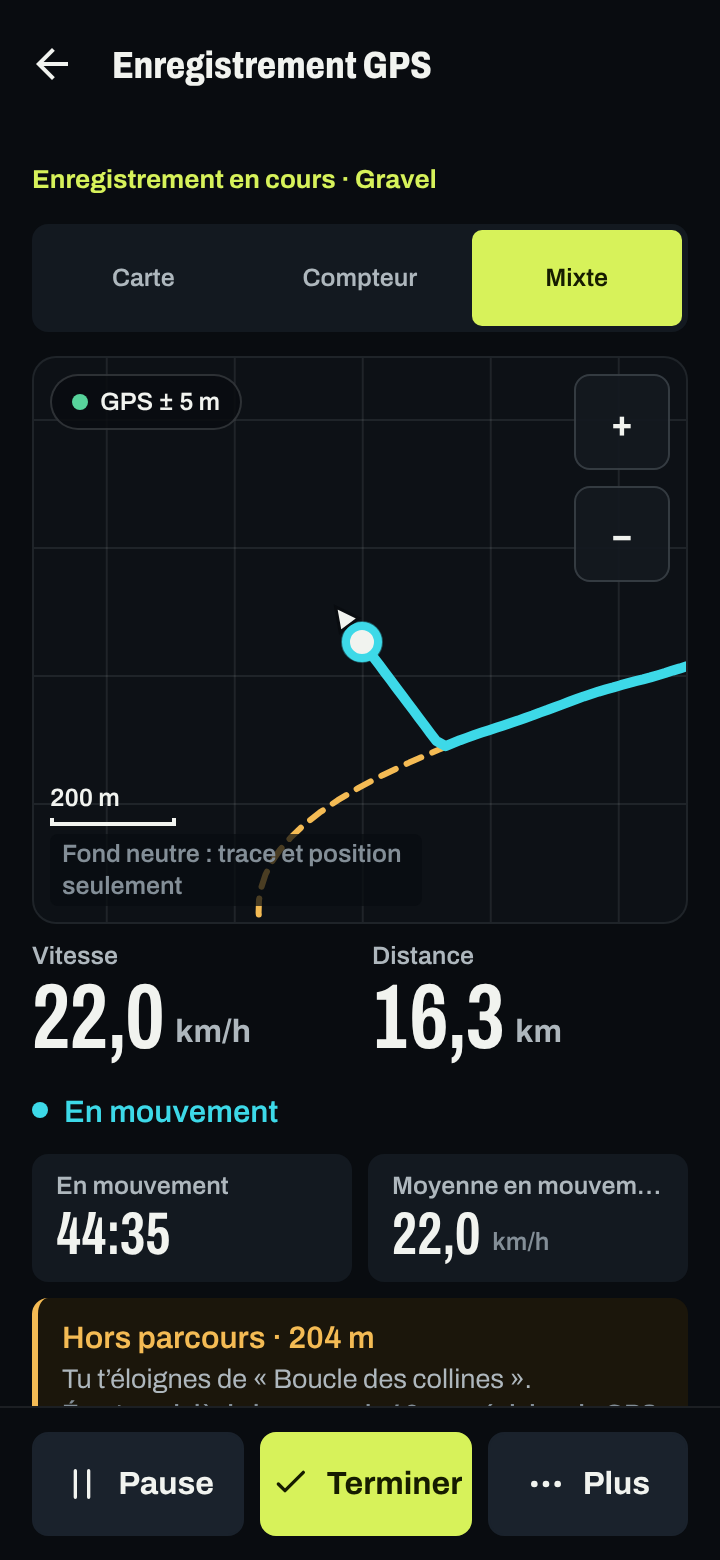 Enregistrement GPS
Enregistrement en cours · Gravel
Carte
Compteur
Mixte
GPS ± 5 m
+
−
200 m
Fond neutre : trace et position
seulement
Vitesse
Distance
22,0 km/h
16,3 km
En mouvement
En mouvement
Moyenne en mouvem…
44:35
22,0 km/h
Hors parcours · 204 m
Tu t’éloignes de « Boucle des collines ».
Pause
Terminer
Plus